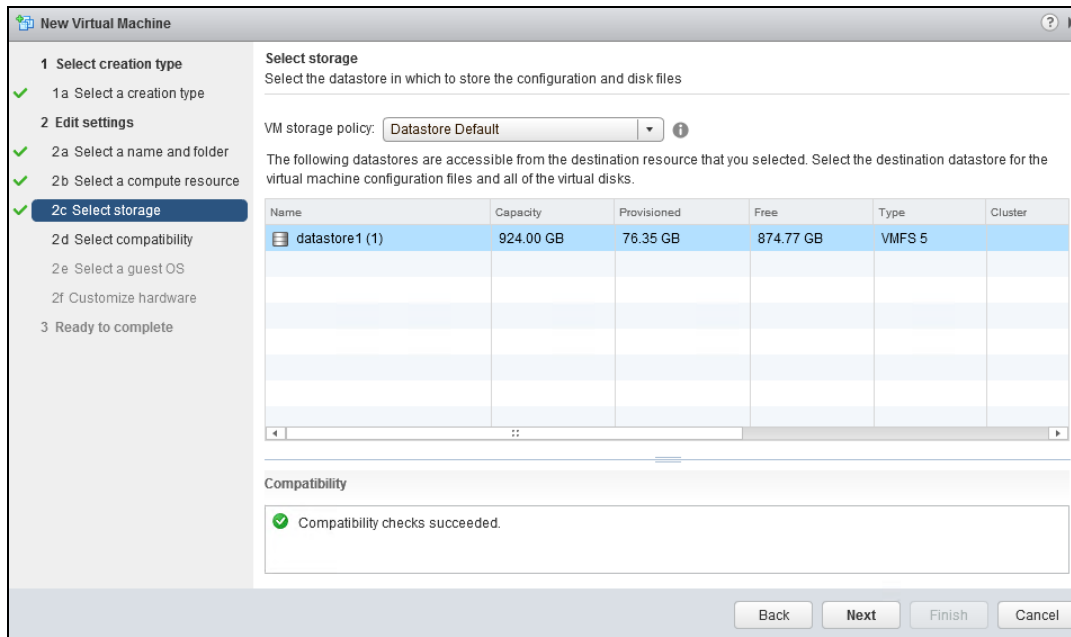 New Virtual Machine
?
1 Select creation type
1a Select a creation type
2 Edit settings
2a Select a name and folder
2b Select a compute resource
2c Select storage
2d Select compatibility
2e Select a guest OS
2f Customize hardware
3 Ready to complete
Select storage
Select the datastore in which to store the configuration and disk files
VM storage policy: Datastore Default
The following datastores are accessible from the destination resource that you selected. Select the destination datastore for the
virtual machine configuration files and all of the virtual disks.
Name Capacity Provisioned Free Type Cluster
datastore1 (1) 924.00 GB 76.35 GB 874.77 GB VMFS 5
Compatibility
Compatibility checks succeeded.
Back Next Finish Cancel